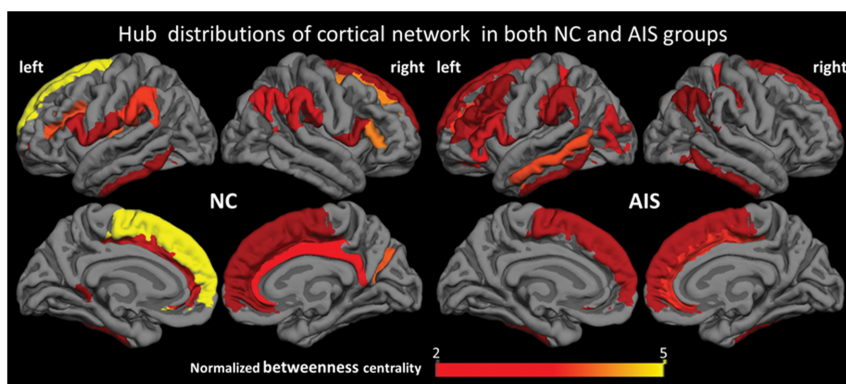 Hub distributions of cortical network in both NC and AIS groups
left right left right
NC AIS
2 5
Normalized betweenness centrality